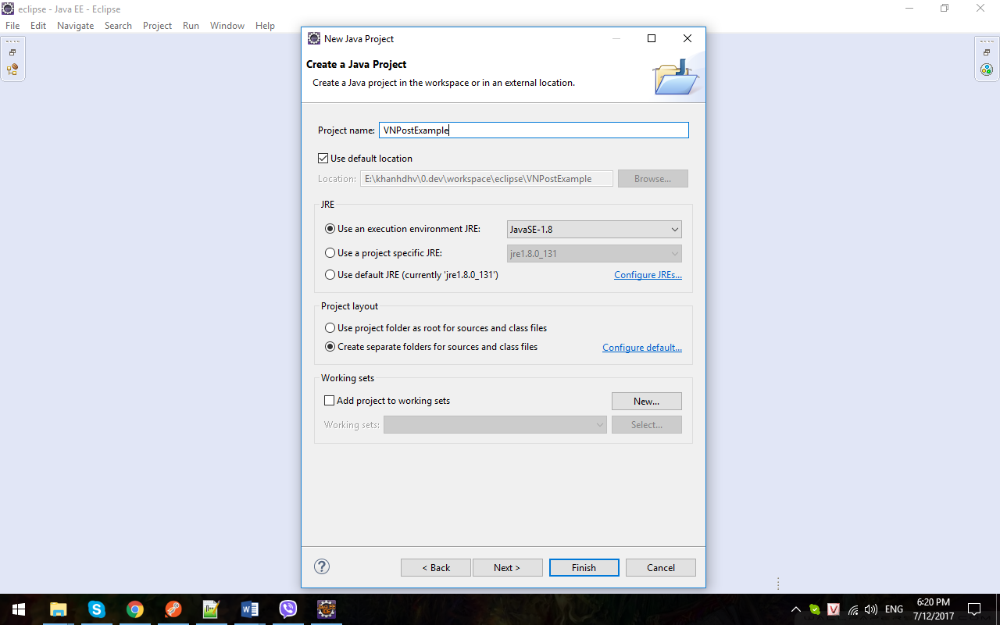 eclipse - Java EE - Eclipse
File Edit Navigate Search Project Run Window Help
New Java Project
Create a Java Project
Create a Java project in the workspace or in an external location.
Project name: VNPostExample
Use default location
Location: E:\khanhdhv\0.dev\workspace\eclipse\VNPostExample Browse...
JRE
Use an execution environment JRE: JavaSE-1.8
Use a project specific JRE: jre1.8.0_131
Use default JRE (currently 'jre1.8.0_131') Configure JREs...
Project layout
Use project folder as root for sources and class files
Create separate folders for sources and class files Configure default...
Working sets
Add project to working sets New...
Working sets: Select...
< Back Next > Finish Cancel
ENG
6:20 PM
7/12/2017